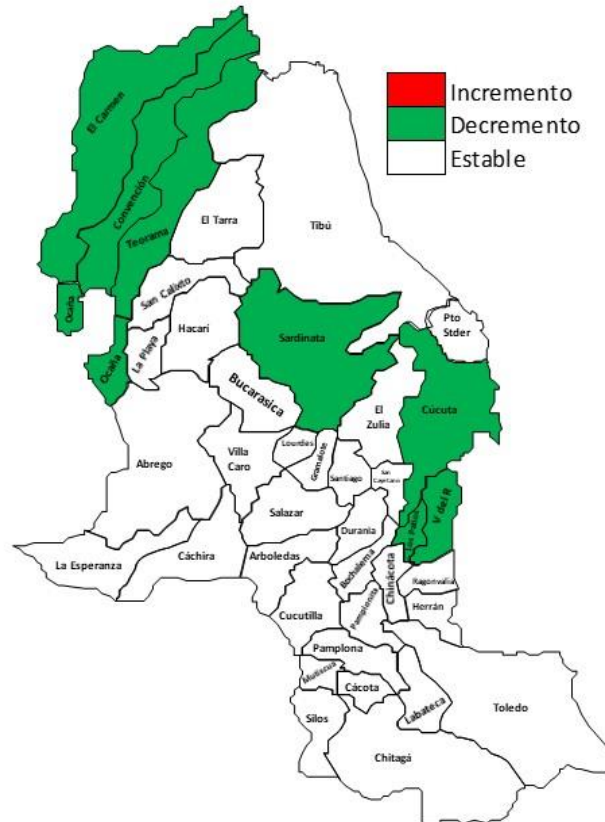 Incremento
Decremento
Estable
El Carmen
Convención
Teorama
El Tarra
Tibú
San Calixto
Ocaña
Hacarí
La Playa
Ocaña
Sardinata
Pto
Stder
Bucarasica
El
Zulia
Cúcuta
Abrego
Villa
Caro
Lourdes
Gramalote
Santiago
San
Cayetano
Salazar
Los Patios
V del R
Durania
La Esperanza
Cáchira
Arboledas
Bochalema
Chinácota
Ragonvalia
Cucutilla
Pamplonita
Herrán
Pamplona
Mutiscua
Cácota
Labateca
Toledo
Silos
Chitagá